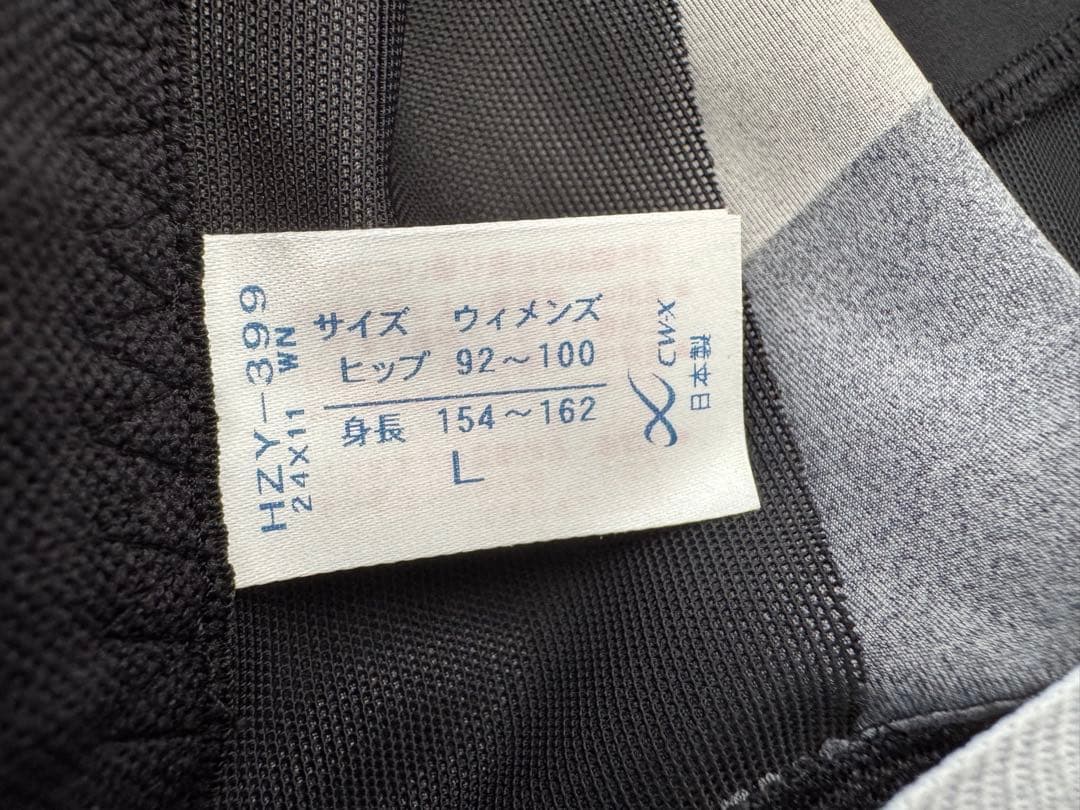 サイズ ウィメンズ
ヒップ 92～100
身長 154～162
L
HZY-399
24X11 WN
CW-X
日本製